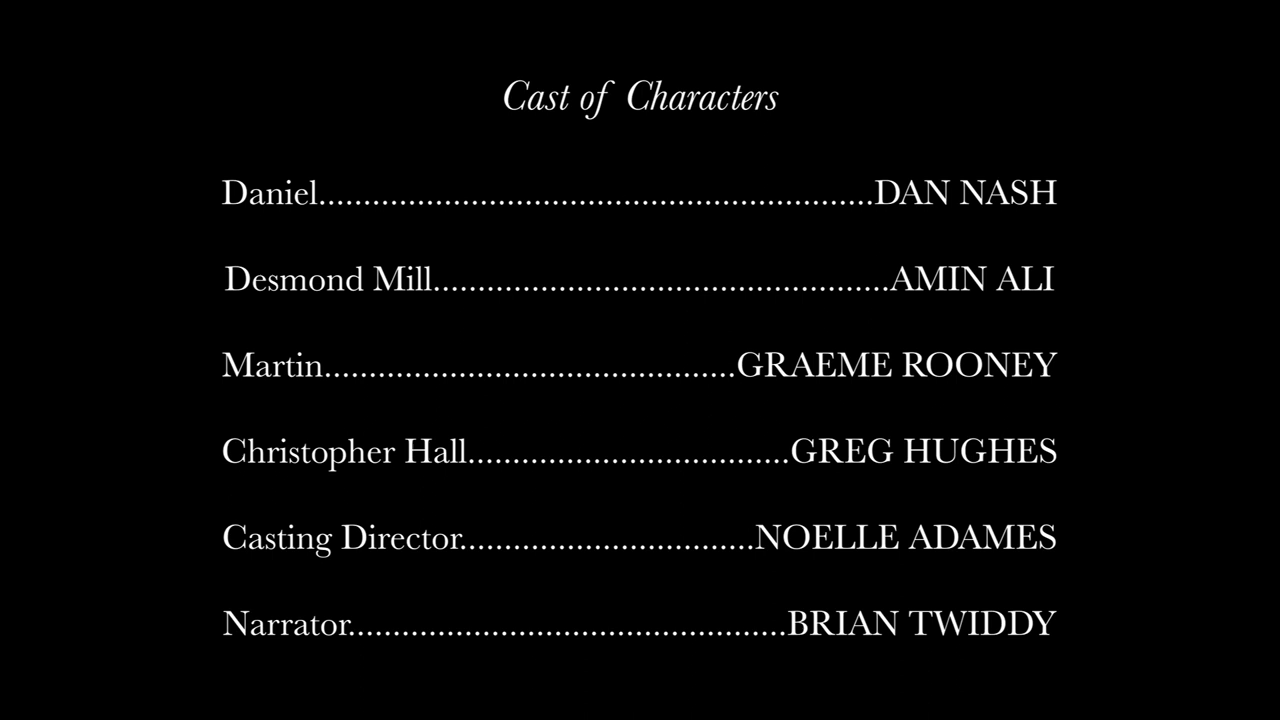 Cast of Characters
Daniel..............................................................DAN NASH
Desmond Mill...................................................AMIN ALI
Martin..............................................GRAEME ROONEY
Christopher Hall....................................GREG HUGHES
Casting Director.................................NOELLE ADAMES
Narrator.................................................BRIAN TWIDDY